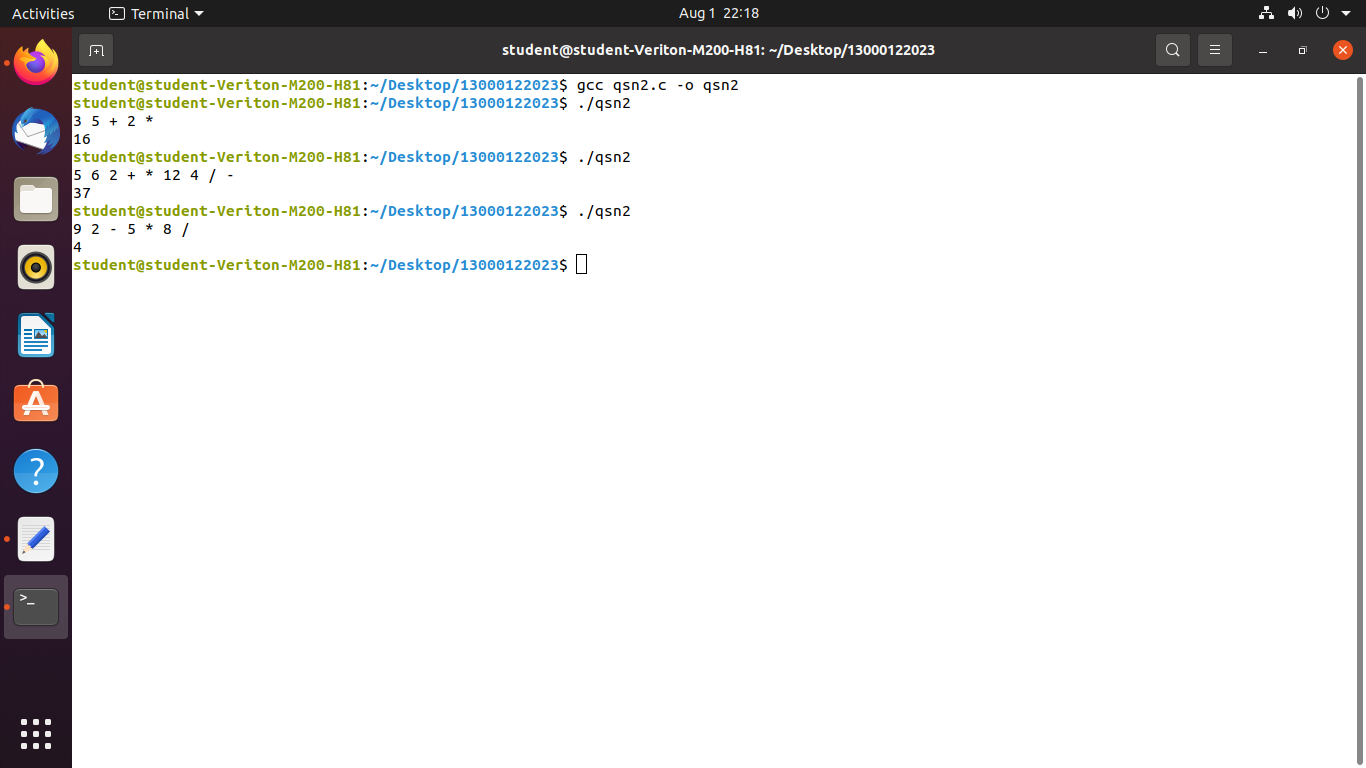 Activities Terminal Aug 1 22:18
student@student-Veriton-M200-H81: ~/Desktop/13000122023
student@student-Veriton-M200-H81:~/Desktop/13000122023$ gcc qsn2.c -o qsn2
student@student-Veriton-M200-H81:~/Desktop/13000122023$ ./qsn2
3 5 + 2 *
16
student@student-Veriton-M200-H81:~/Desktop/13000122023$ ./qsn2
5 6 2 + * 12 4 / -
37
student@student-Veriton-M200-H81:~/Desktop/13000122023$ ./qsn2
9 2 - 5 * 8 /
4
student@student-Veriton-M200-H81:~/Desktop/13000122023$